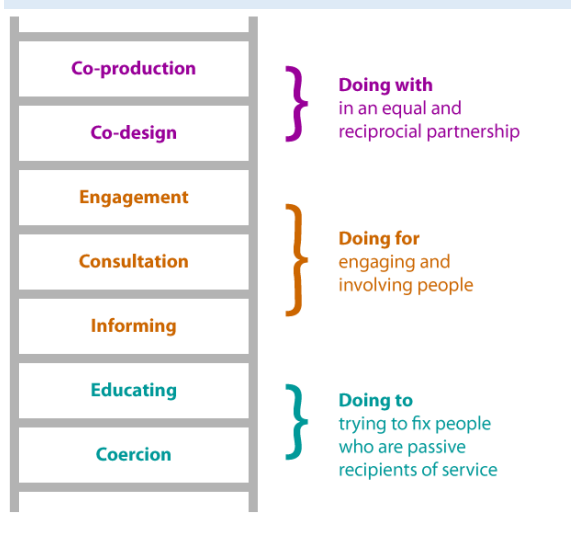 Co-production
Co-design
Doing with
in an equal and
reciprocial partnership
Engagement
Consultation
Informing
Doing for
engaging and
involving people
Educating
Coercion
Doing to
trying to fix people
who are passive
recipients of service